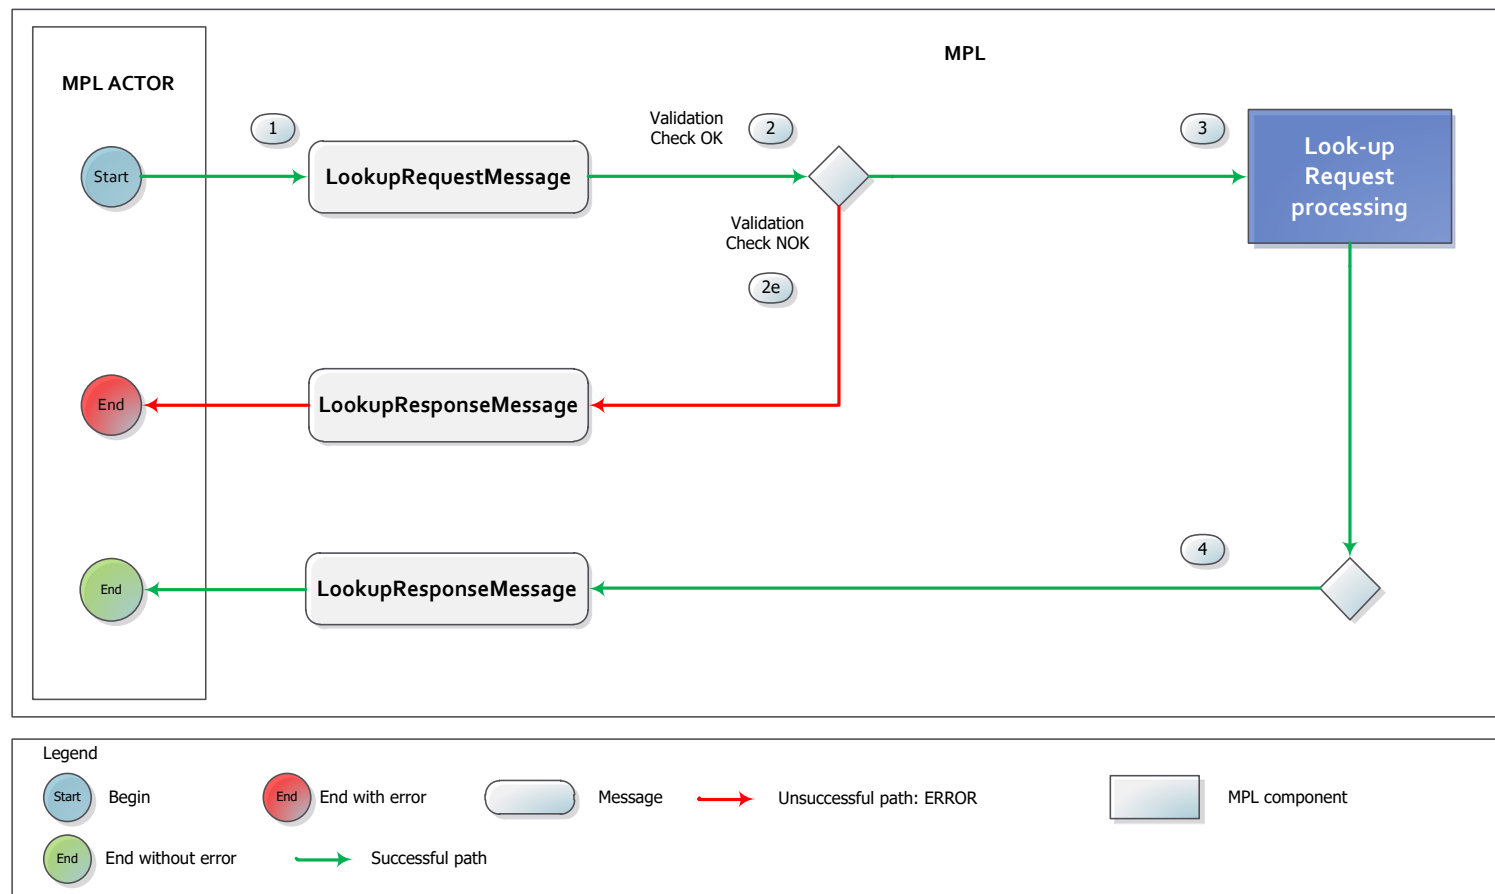 MPL
MPL ACTOR
1
Validation
Check OK
2
3
Start
LookupRequestMessage
Look-up
Request
processing
Validation
Check NOK
2e
End
LookupResponseMessage
4
End
LookupResponseMessage
Legend
Start
Begin
End
End with error
Message
Unsuccessful path: ERROR
MPL component
End
End without error
Successful path